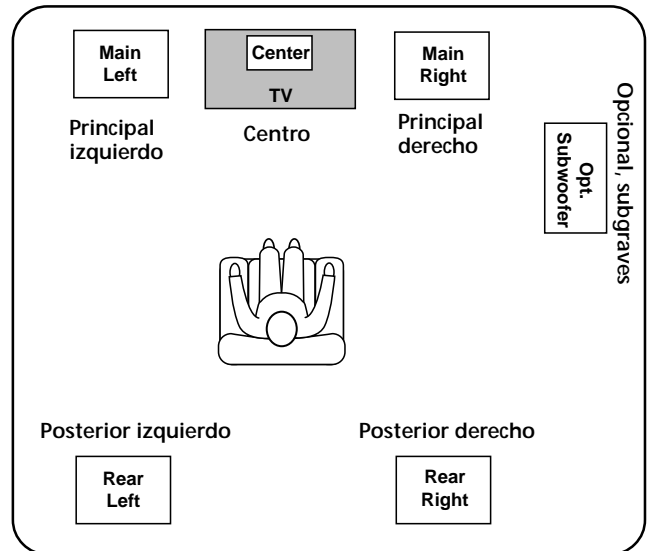 Main
Left
Center
TV
Main
Right
Principal
izquierdo
Centro
Principal
derecho
Opt.
Subwoofer
Opcional, subgraves
Posterior izquierdo
Posterior derecho
Rear
Left
Rear
Right